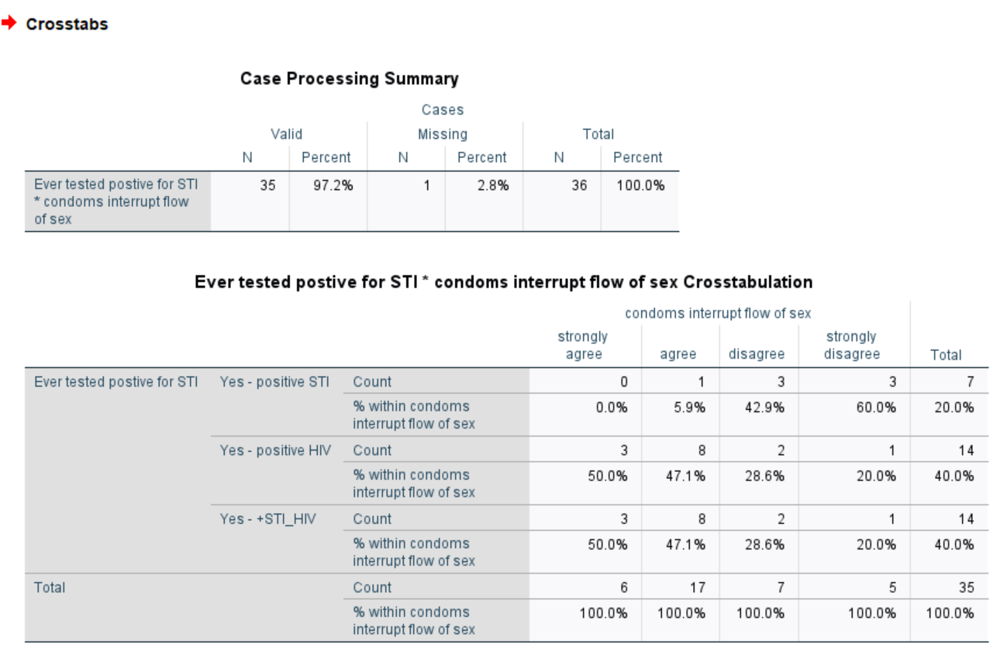 Crosstabs
Case Processing Summary
Cases
Valid Missing Total
N Percent N Percent N Percent
Ever tested postive for STI 35 97.2% 1 2.8% 36 100.0%
* condoms interrupt flow
of sex
Ever tested postive for STI * condoms interrupt flow of sex Crosstabulation
condoms interrupt flow of sex
strongly strongly
agree agree disagree disagree Total
Ever tested postive for STI Yes - positive STI Count 0 1 3 3 7
% within condoms 0.0% 5.9% 42.9% 60.0% 20.0%
interrupt flow of sex
Yes - positive HIV Count 3 8 2 1 14
% within condoms 50.0% 47.1% 28.6% 20.0% 40.0%
interrupt flow of sex
Yes - +STI_HIV Count 3 8 2 1 14
% within condoms 50.0% 47.1% 28.6% 20.0% 40.0%
interrupt flow of sex
Total Count 6 17 7 5 35
% within condoms 100.0% 100.0% 100.0% 100.0% 100.0%
interrupt flow of sex